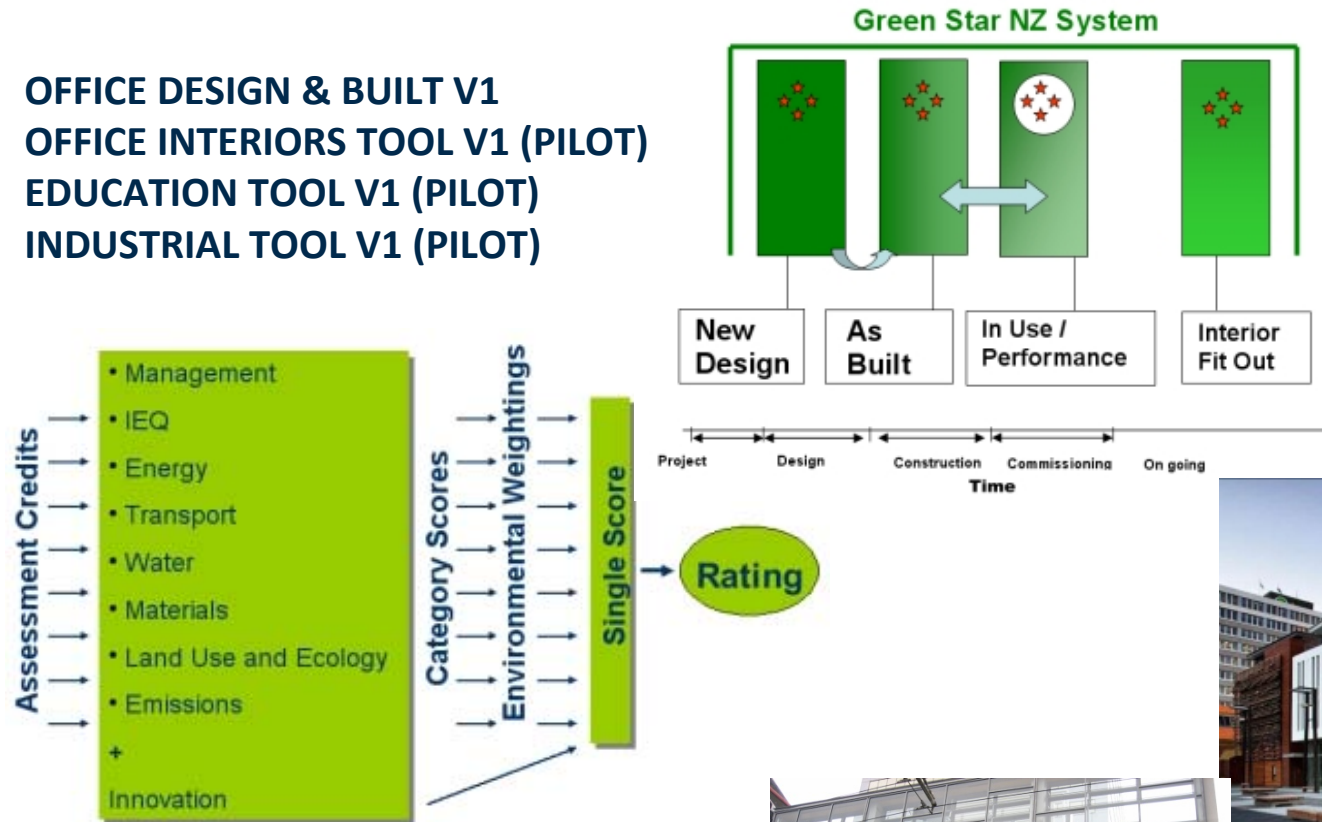 Green Star NZ System
OFFICE DESIGN & BUILT V1
OFFICE INTERIORS TOOL V1 (PILOT)
EDUCATION TOOL V1 (PILOT)
INDUSTRIAL TOOL V1 (PILOT)
New
Design
As
Built
In Use /
Performance
Interior
Fit Out
Project
Design
Construction
Commissioning
On going
Time
Assessment Credits
• Management
• IEQ
• Energy
• Transport
• Water
• Materials
• Land Use and Ecology
• Emissions
+
Innovation
Category Scores
Environmental Weightings
Single Score
Rating